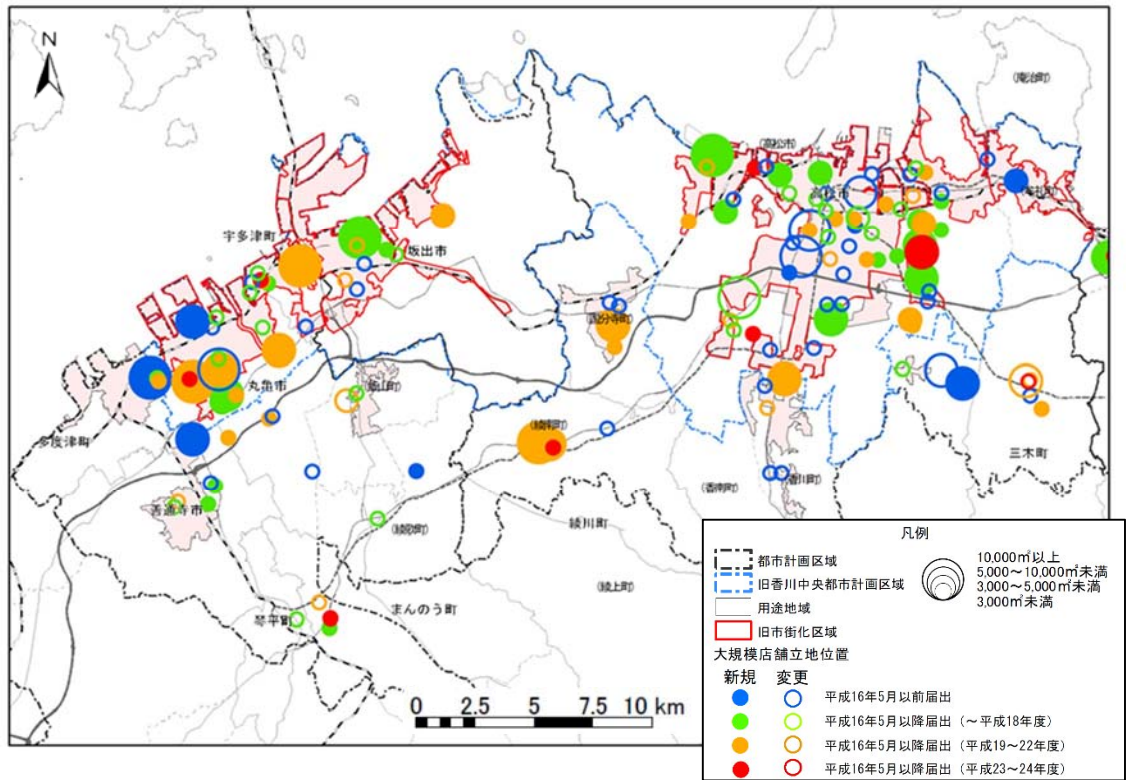 N
(庵治町)
(高松市)
高松市
(牟礼町)
宇多津町
坂出市
(国分寺町)
丸亀市
(飯山町)
多度津町
(綾南町)
三木町
(香南町)
(香川町)
善通寺市
(綾歌町)
綾川町
(綾上町)
まんのう町
琴平町
0 2.5 5 7.5 10 km
凡例
都市計画区域
旧香川中央都市計画区域
用途地域
旧市街化区域
10,000㎡以上
5,000～10,000㎡未満
3,000～5,000㎡未満
3,000㎡未満
大規模店舗立地位置
新規 変更
平成16年5月以前届出
平成16年5月以降届出（～平成18年度）
平成16年5月以降届出（平成19～22年度）
平成16年5月以降届出（平成23～24年度）